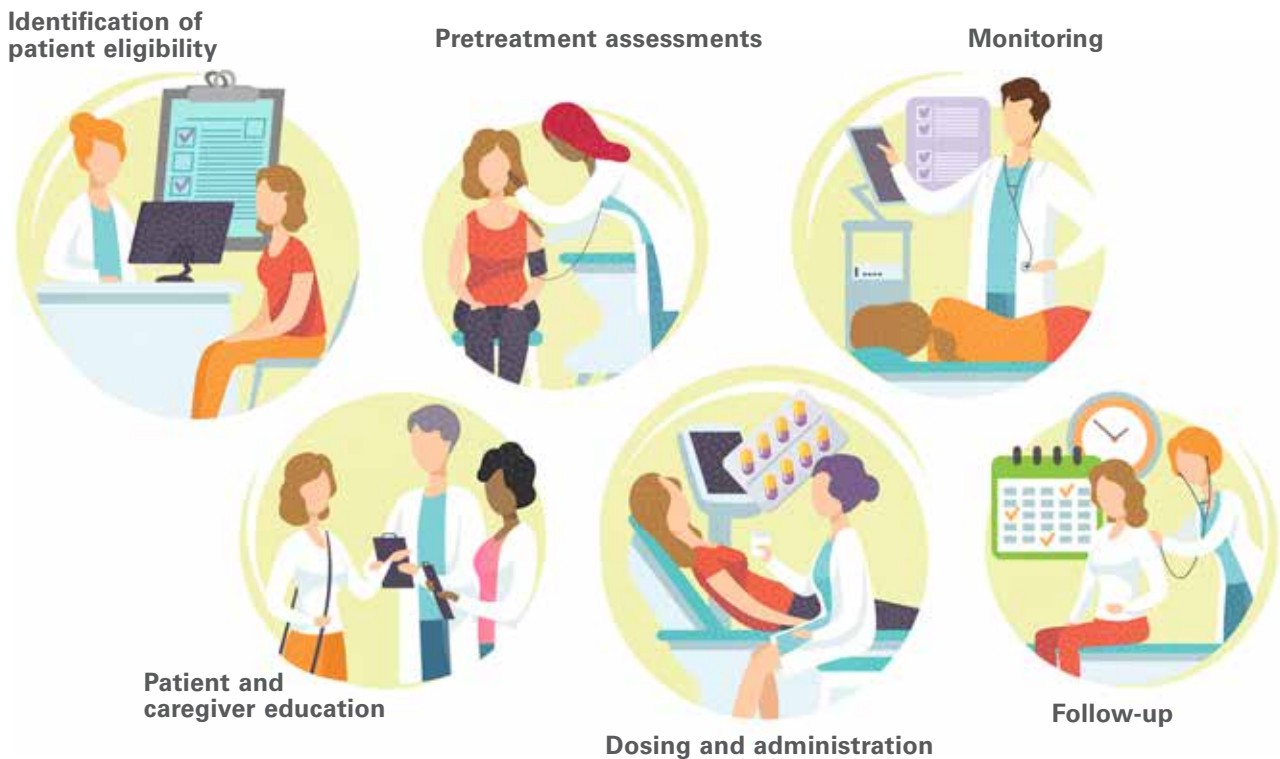 Identification of
patient eligibility
Pretreatment assessments
Monitoring
Patient and
caregiver education
Dosing and administration
Follow-up